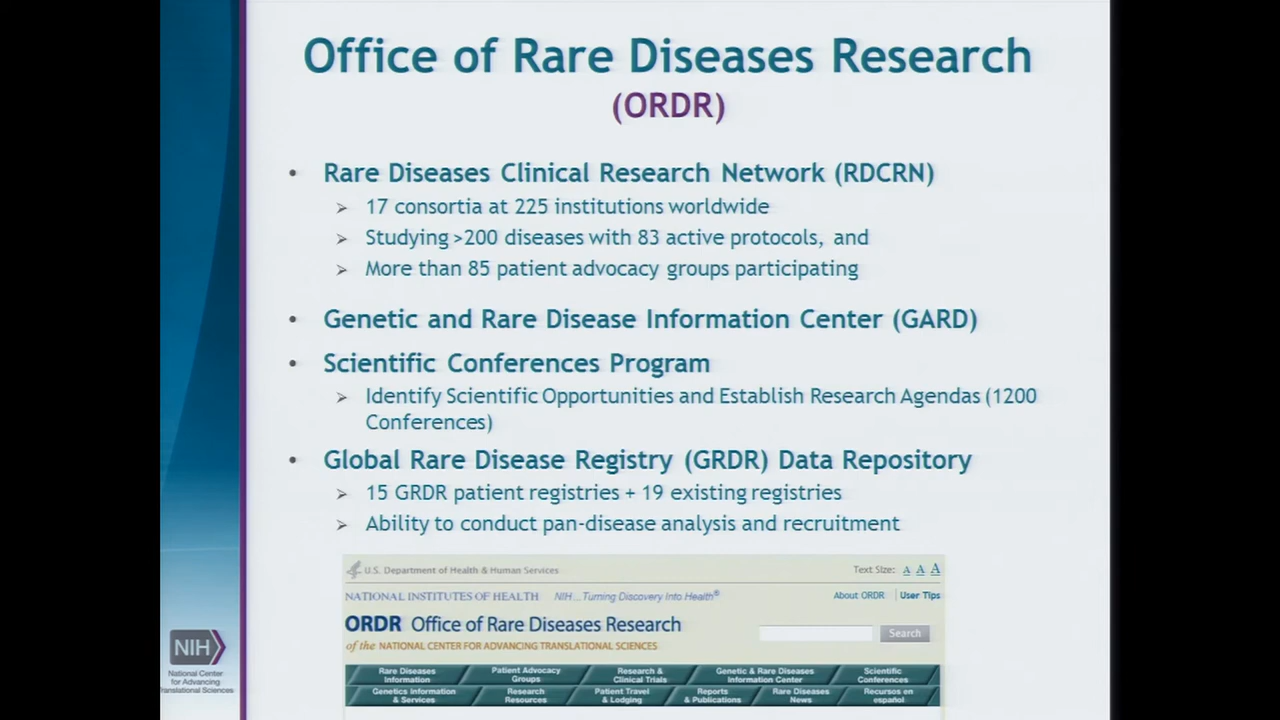 Office of Rare Diseases Research
(ORDR)
• Rare Diseases Clinical Research Network (RDCRN)
➢ 17 consortia at 225 institutions worldwide
➢ Studying >200 diseases with 83 active protocols, and
➢ More than 85 patient advocacy groups participating
• Genetic and Rare Disease Information Center (GARD)
• Scientific Conferences Program
➢ Identify Scientific Opportunities and Establish Research Agendas (1200
Conferences)
• Global Rare Disease Registry (GRDR) Data Repository
➢ 15 GRDR patient registries + 19 existing registries
➢ Ability to conduct pan-disease analysis and recruitment
U.S. Department of Health & Human Services
Text Size: A A A
NATIONAL INSTITUTES OF HEALTH NIH... Turning Discovery Into Health®
About ORDR User Tips
ORDR Office of Rare Diseases Research
Search
of the NATIONAL CENTER FOR ADVANCING TRANSLATIONAL SCIENCES
Rare Diseases
Information
Patient Advocacy
Groups
Research &
Clinical Trials
Genetic & Rare Diseases
Information Center
Scientific
Conferences
Genetics Information
& Services
Research
Resources
Patient Travel
& Lodging
Reports
& Publications
Rare Diseases
News
Recursos en
español
NIH
National Center
for Advancing
Translational Sciences